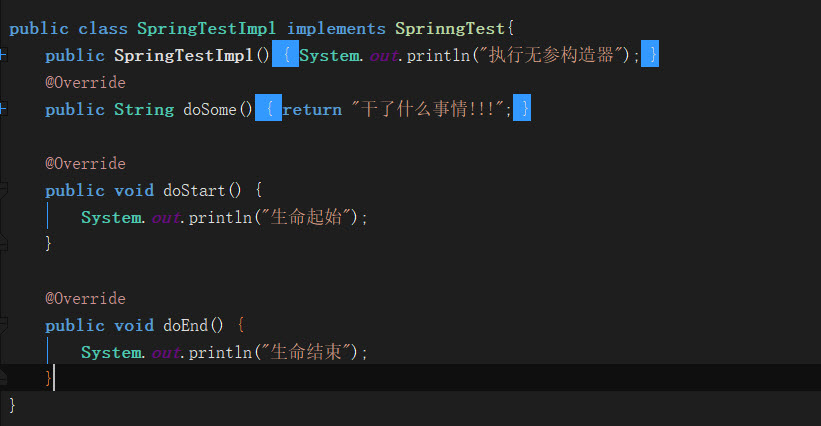 public class SpringTestImpl implements SprinngTest{
    public SpringTestImpl() { System.out.println("执行无参构造器"); }
    @Override
    public String doSome() { return "干了什么事情!!!"; }

    @Override
    public void doStart() {
        System.out.println("生命起始");
    }

    @Override
    public void doEnd() {
        System.out.println("生命结束");
    }
}